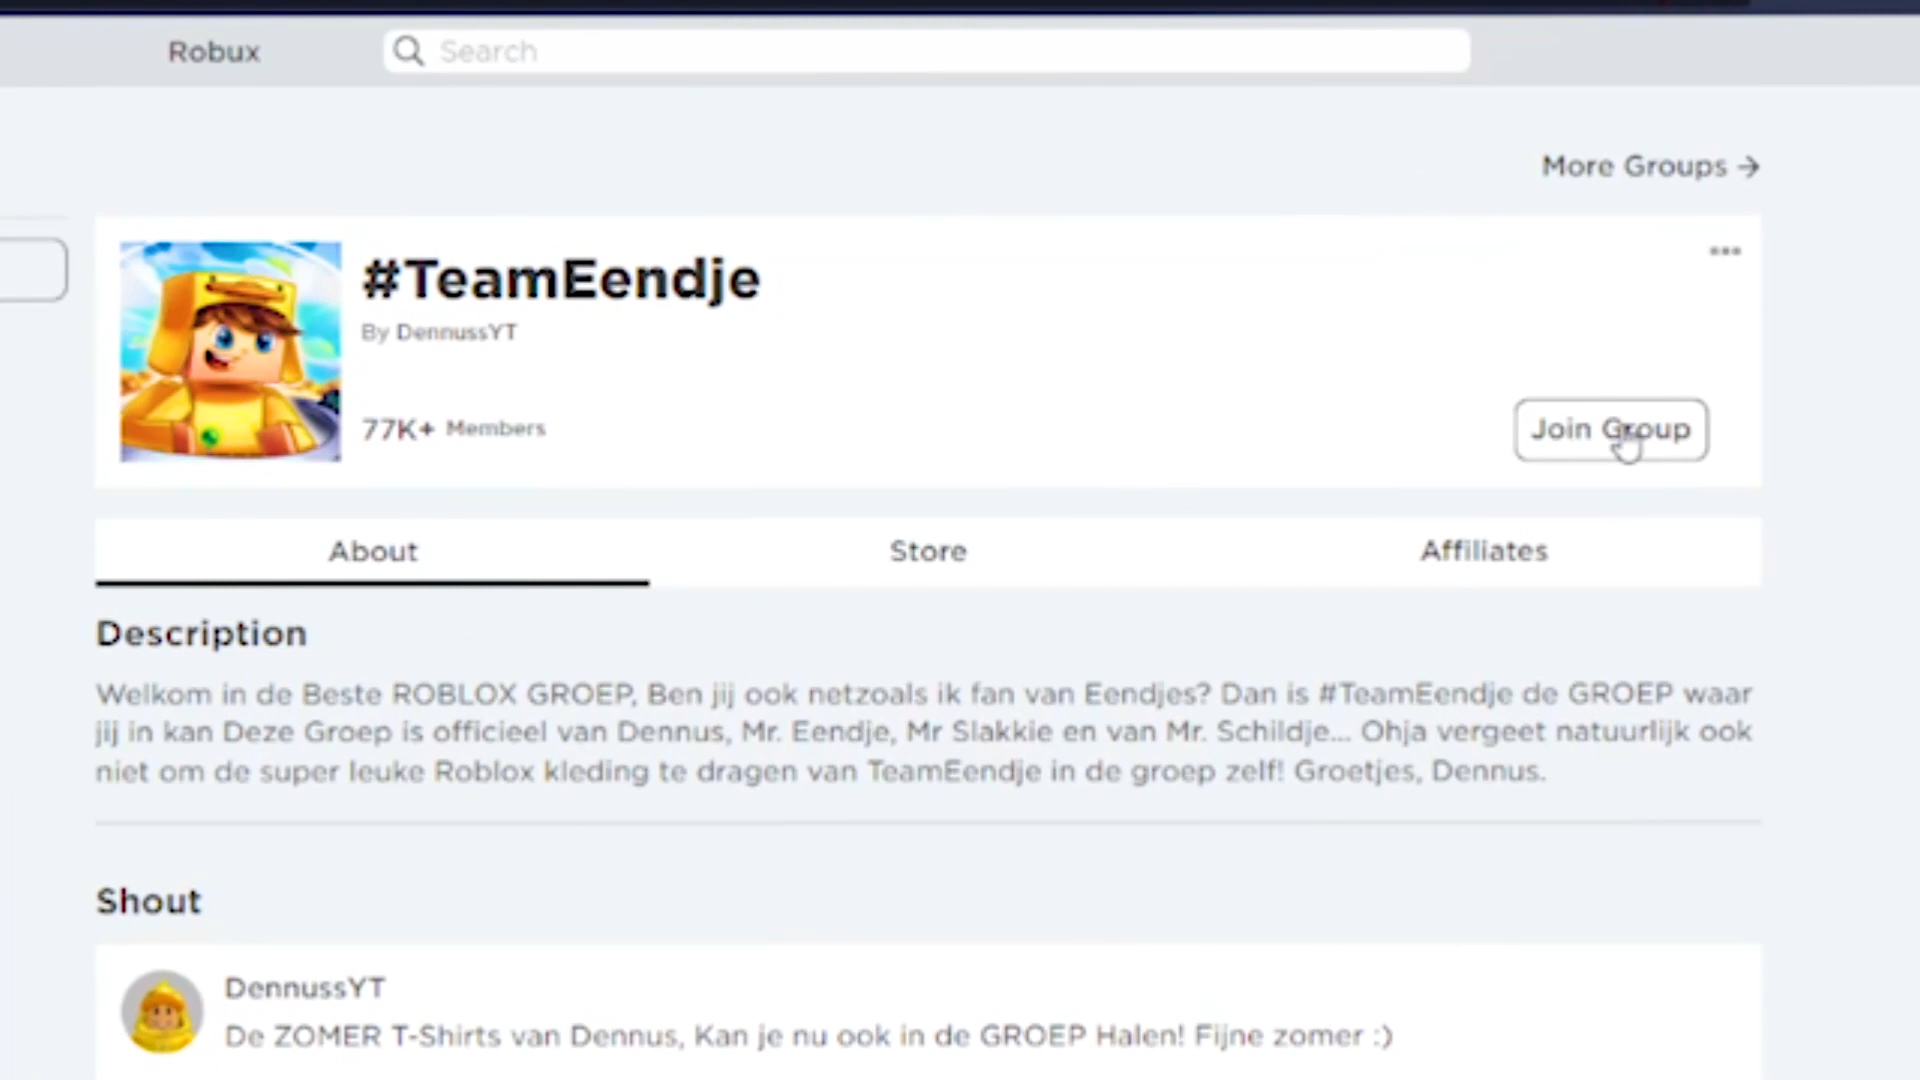 Robux
Search
More Groups →
#TeamEendje
By DennussYT
77K+ Members
Join Group
About
Store
Affiliates
Description
Welkom in de Beste ROBLOX GROEP, Ben jij ook netzoals ik fan van Eendjes? Dan is #TeamEendje de GROEP waar
jij in kan Deze Groep is officieel van Dennus, Mr. Eendje, Mr Slakkie en van Mr. Schildje... Ohja vergeet natuurlijk ook
niet om de super leuke Roblox kleding te dragen van TeamEendje in de groep zelf! Groetjes, Dennus.
Shout
DennussYT
De ZOMER T-Shirts van Dennus, Kan je nu ook in de GROEP Halen! Fijne zomer :)